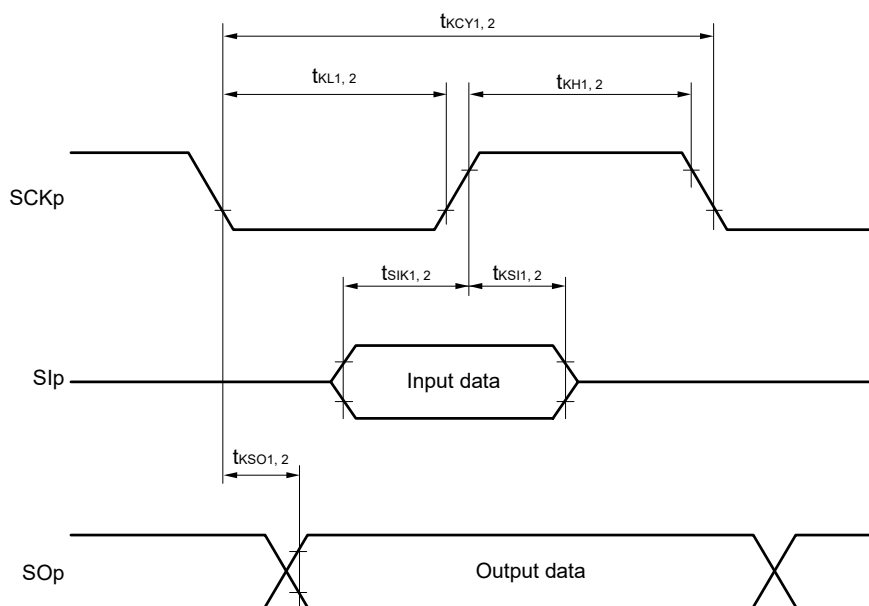 tKCY1, 2
tKL1, 2
tKH1, 2
SCKp
tSIK1, 2
tKSI1, 2
SIp
Input data
tKSO1, 2
SOp
Output data